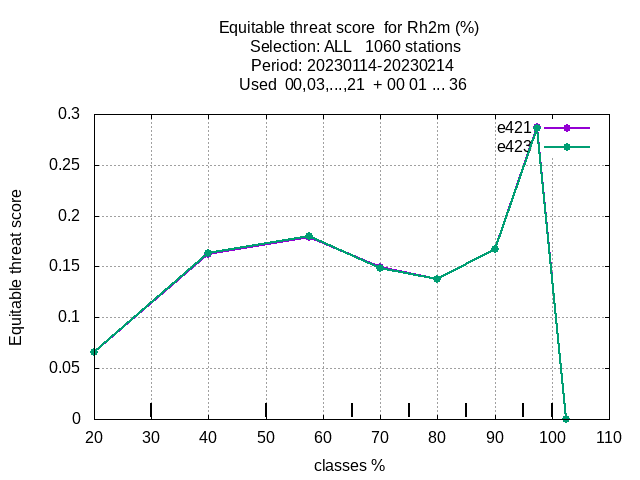 Equitable threat score  for Rh2m (%)
Selection: ALL   1060 stations
Period: 20230114-20230214
Used  00,03,...,21  + 00 01 ... 36
e421
e423
Equitable threat score
0.3
0.25
0.2
0.15
0.1
0.05
0
20 30 40 50 60 70 80 90 100 110
classes %